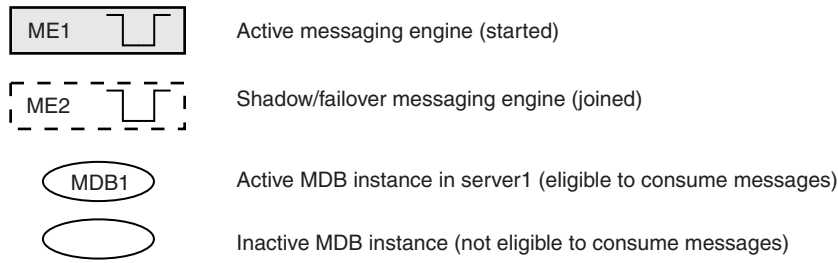 ME1 Active messaging engine (started)
ME2 Shadow/failover messaging engine (joined)
MDB1 Active MDB instance in server1 (eligible to consume messages)
Inactive MDB instance (not eligible to consume messages)